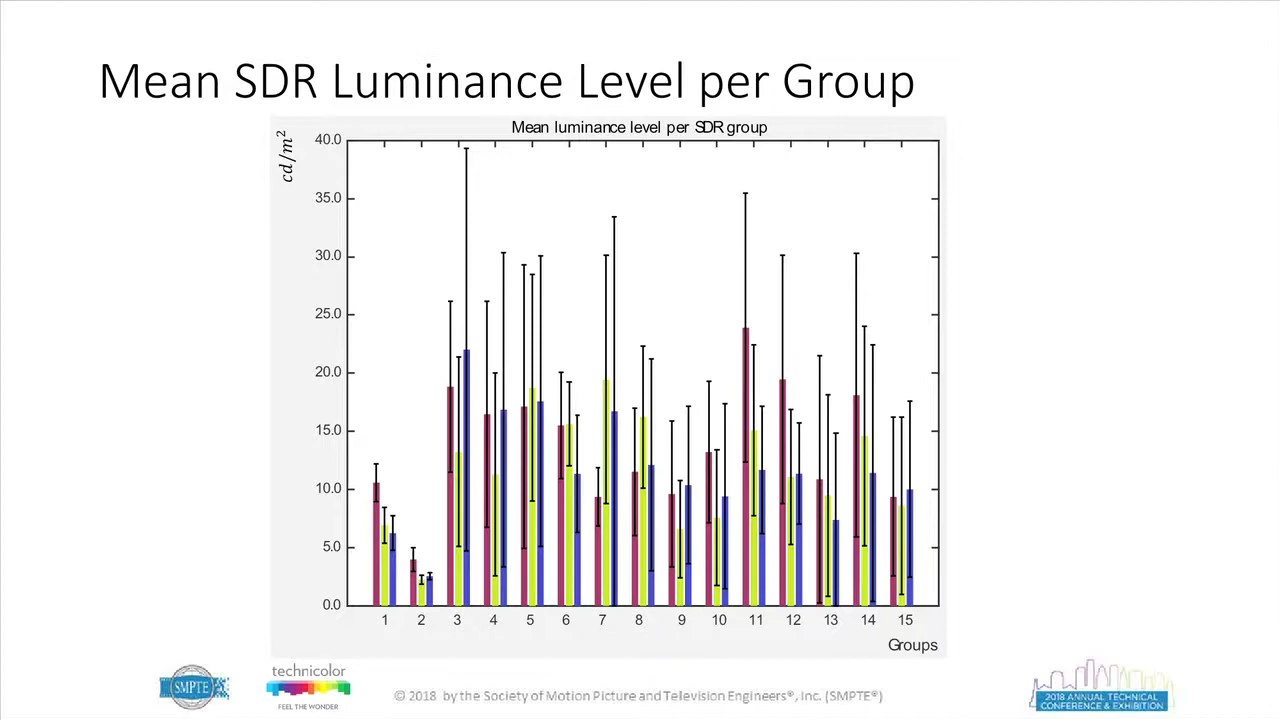 Mean SDR Luminance Level per Group
Mean luminance level per SDR group
cd/m²
40.0
35.0
30.0
25.0
20.0
15.0
10.0
5.0
0.0
1 2 3 4 5 6 7 8 9 10 11 12 13 14 15
Groups
SMPTE
technicolor
FEEL THE WONDER
© 2018 by the Society of Motion Picture and Television Engineers®, Inc. (SMPTE®)
2018 ANNUAL TECHNICAL
CONFERENCE & EXHIBITION